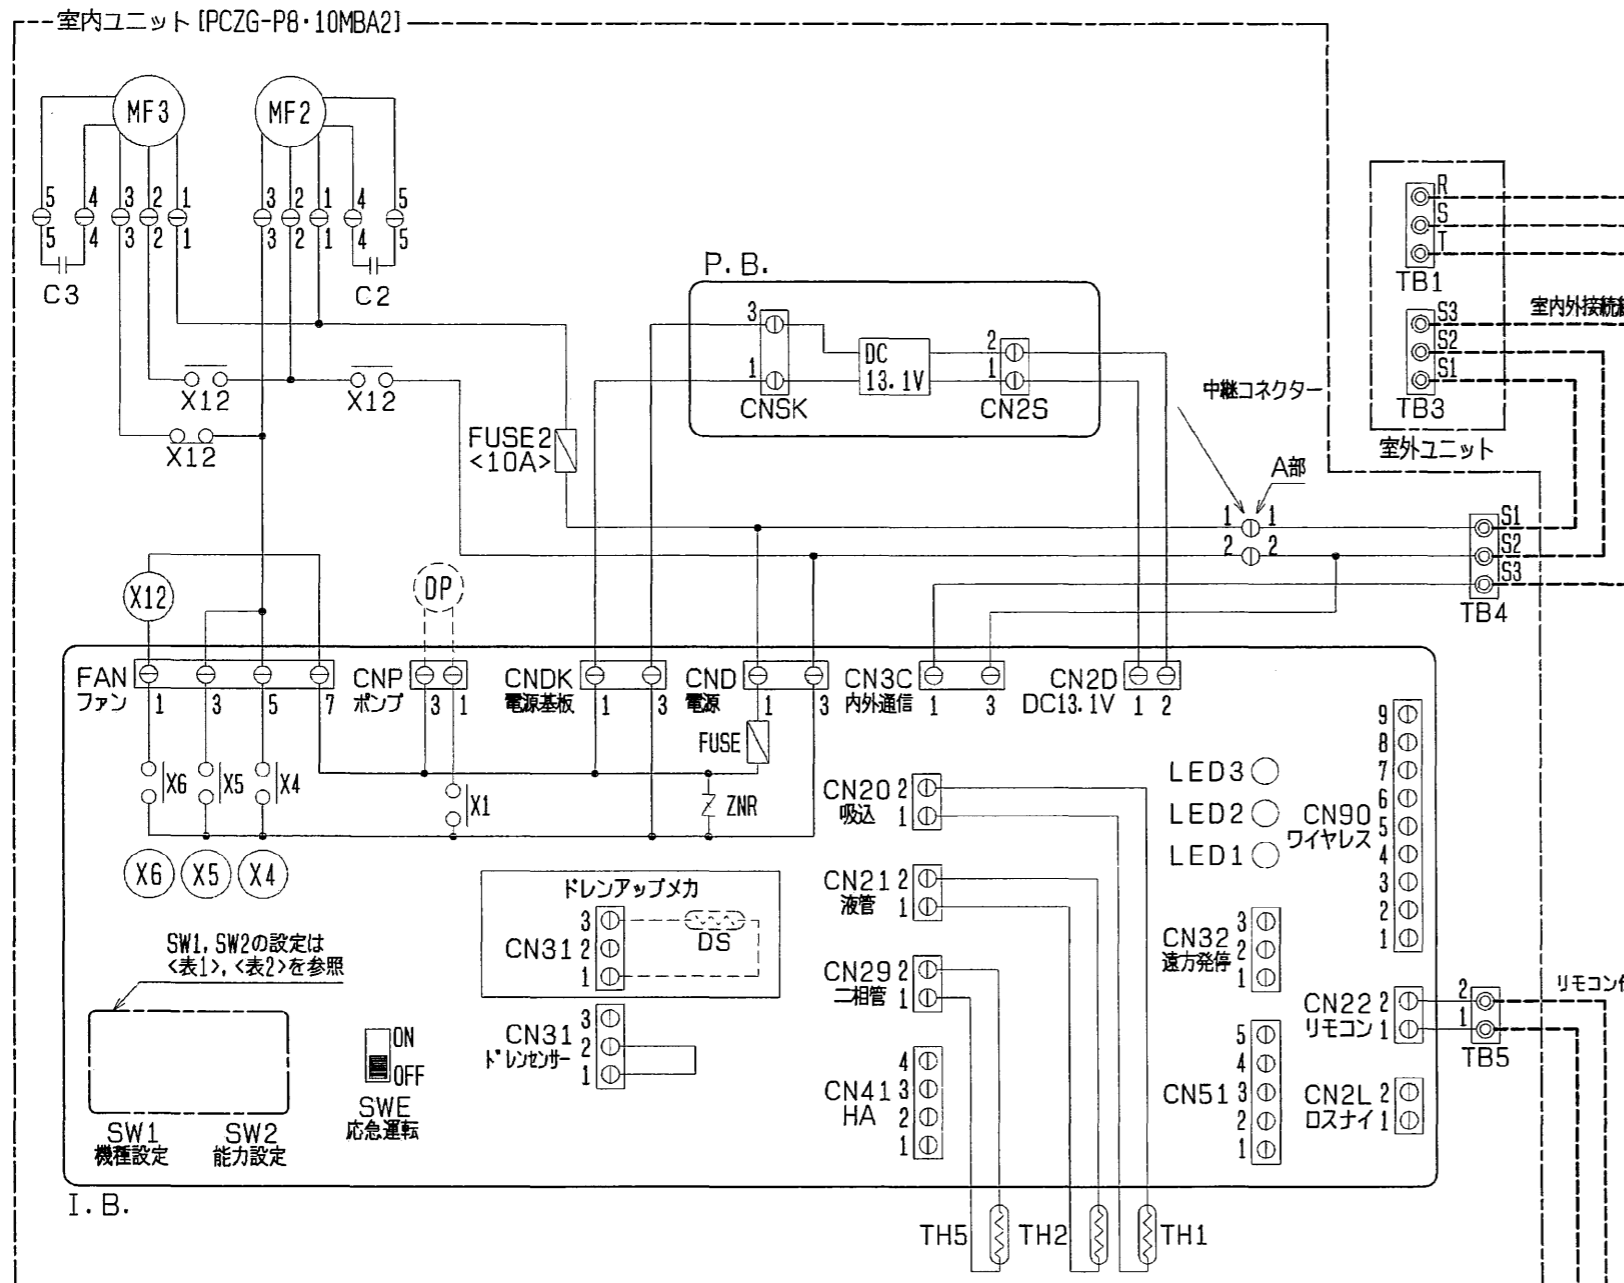 室内ユニット [PCZG-P8・10MBA2]
MF3
MF2
5 4 3 2 1
3 2 1 4 5
5 4 3 2 1
3 2 1 4 5
C3
C2
X12
X12
X12
FUSE2
<10A>
P.B.
3
1
CNSK
DC
13.1V
2
1
CN2S
R
S
T
TB1
S3
S2
S1
TB3
室外ユニット
室内外接続
中継コネクター
A部
1 1
2 2
S1
S2
S3
TB4
X12
DP
FAN
ファン
1 3 5 7
CNP
ポンプ
3 1
CNDK
電源基板
1 3
CND
電源
1 3
CN3C
内外通信
1 3
CN2D
DC13.1V 1 2
X6
X5
X4
X1
FUSE
ZNR
X6
X5
X4
SW1, SW2の設定は
<表1>, <表2>を参照
SW1
機種設定
SW2
能力設定
ON
OFF
SWE
応急運転
ドレンアップメカ
CN31
3
2
1
DS
CN31
ドレンセンサー
3
2
1
CN20
吸込
2
1
CN21
液管
2
1
CN29
二相管
2
1
CN41
HA
4
3
2
1
LED3
LED2
LED1
CN90
ワイヤレス
9
8
7
6
5
4
3
2
1
CN32
遠方発停
3
2
1
CN51
5
4
3
2
1
CN22
リモコン
2
1
CN2L
ロスナイ
2
1
2
1
TB5
リモコン
I.B.
TH5
TH2
TH1